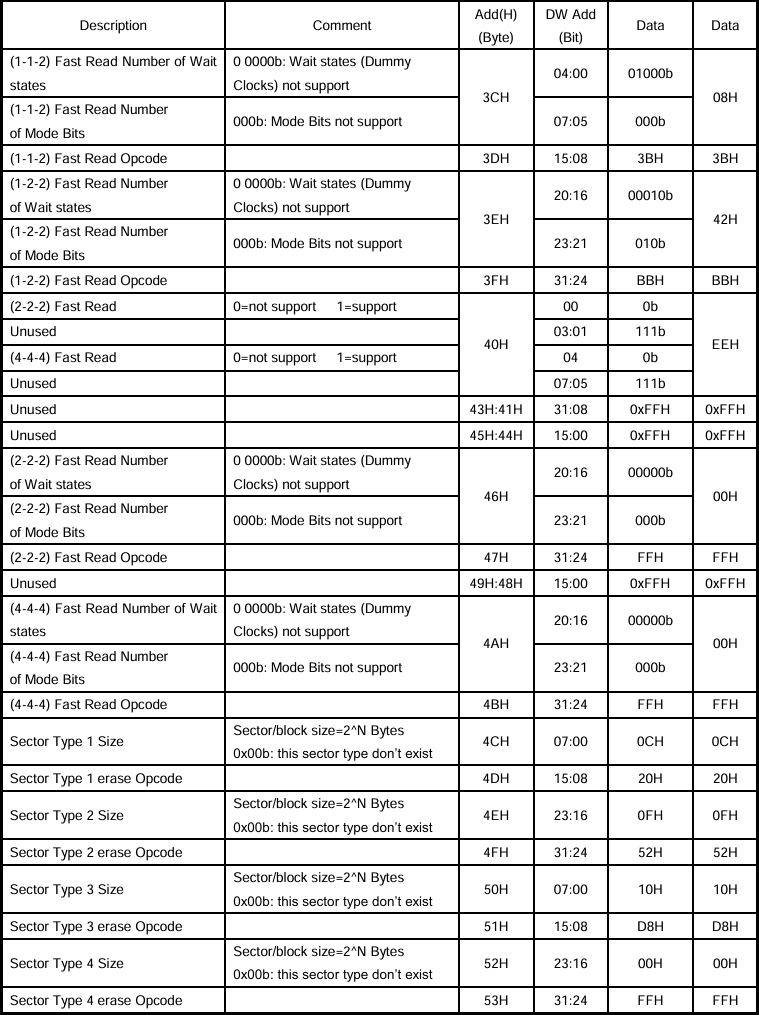 Description Comment Add(H) (Byte) DW Add (Bit) Data Data
(1-1-2) Fast Read Number of Wait states 0 0000b: Wait states (Dummy Clocks) not support 3CH 04:00 01000b 08H
(1-1-2) Fast Read Number of Mode Bits 000b: Mode Bits not support 07:05 000b
(1-1-2) Fast Read Opcode 3DH 15:08 3BH 3BH
(1-2-2) Fast Read Number of Wait states 0 0000b: Wait states (Dummy Clocks) not support 3EH 20:16 00010b 42H
(1-2-2) Fast Read Number of Mode Bits 000b: Mode Bits not support 23:21 010b
(1-2-2) Fast Read Opcode 3FH 31:24 BBH BBH
(2-2-2) Fast Read 0=not support 1=support 40H 00 0b EEH
Unused 03:01 111b
(4-4-4) Fast Read 0=not support 1=support 04 0b
Unused 07:05 111b
Unused 43H:41H 31:08 0xFFH 0xFFH
Unused 45H:44H 15:00 0xFFH 0xFFH
(2-2-2) Fast Read Number of Wait states 0 0000b: Wait states (Dummy Clocks) not support 46H 20:16 00000b 00H
(2-2-2) Fast Read Number of Mode Bits 000b: Mode Bits not support 23:21 000b
(2-2-2) Fast Read Opcode 47H 31:24 FFH FFH
Unused 49H:48H 15:00 0xFFH 0xFFH
(4-4-4) Fast Read Number of Wait states 0 0000b: Wait states (Dummy Clocks) not support 4AH 20:16 00000b 00H
(4-4-4) Fast Read Number of Mode Bits 000b: Mode Bits not support 23:21 000b
(4-4-4) Fast Read Opcode 4BH 31:24 FFH FFH
Sector Type 1 Size Sector/block size=2^N Bytes 0x00b: this sector type don't exist 4CH 07:00 0CH 0CH
Sector Type 1 erase Opcode 4DH 15:08 20H 20H
Sector Type 2 Size Sector/block size=2^N Bytes 0x00b: this sector type don't exist 4EH 23:16 0FH 0FH
Sector Type 2 erase Opcode 4FH 31:24 52H 52H
Sector Type 3 Size Sector/block size=2^N Bytes 0x00b: this sector type don't exist 50H 07:00 10H 10H
Sector Type 3 erase Opcode 51H 15:08 D8H D8H
Sector Type 4 Size Sector/block size=2^N Bytes 0x00b: this sector type don't exist 52H 23:16 00H 00H
Sector Type 4 erase Opcode 53H 31:24 FFH FFH